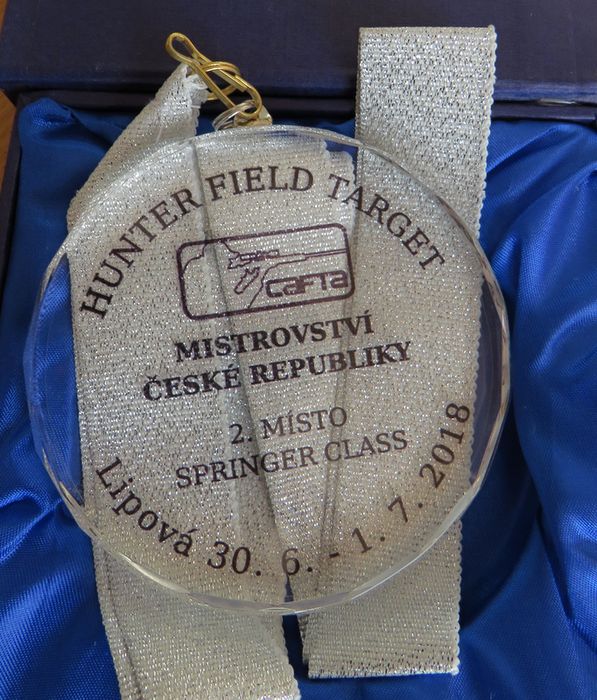 HUNTER FIELD TARGET
cafta
MISTROVSTVÍ
ČESKÉ REPUBLIKY
2. MÍSTO
SPRINGER CLASS
Lipová 30. 6. - 1. 7. 2018